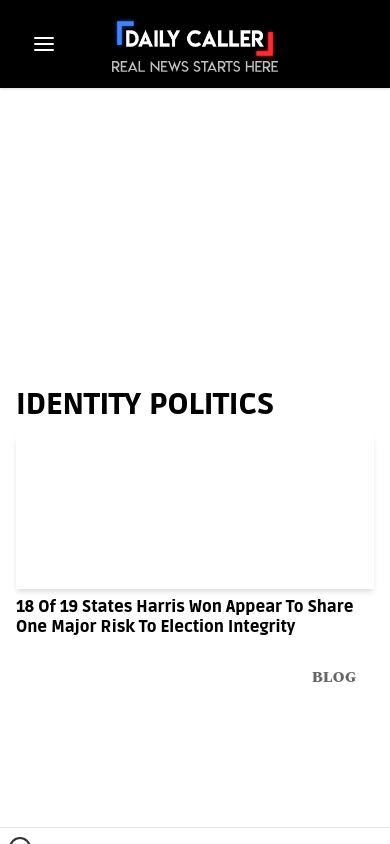 DAILY CALLER
REAL NEWS STARTS HERE
IDENTITY POLITICS
18 Of 19 States Harris Won Appear To Share
One Major Risk To Election Integrity
BLOG